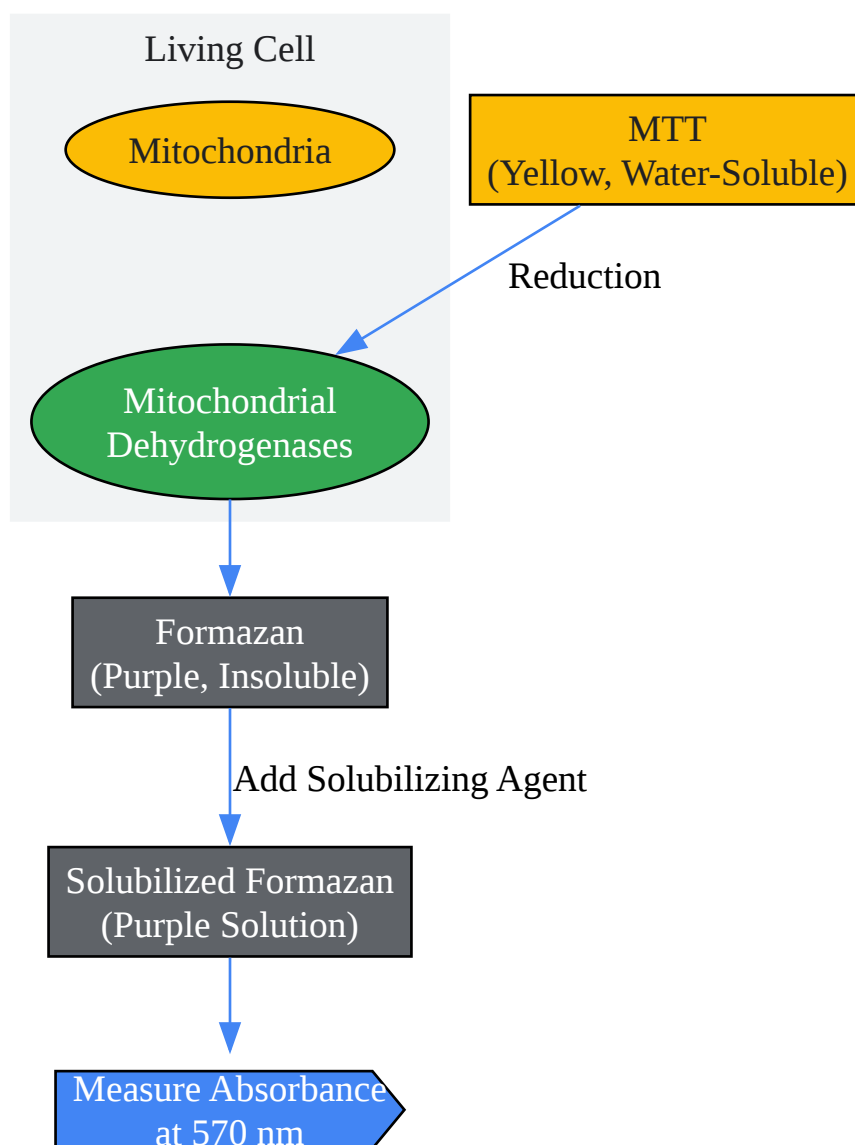 Living Cell
Mitochondria
MTT
(Yellow, Water-Soluble)
Reduction
Mitochondrial
Dehydrogenases
Formazan
(Purple, Insoluble)
Add Solubilizing Agent
Solubilized Formazan
(Purple Solution)
Measure Absorbance
at 570 nm